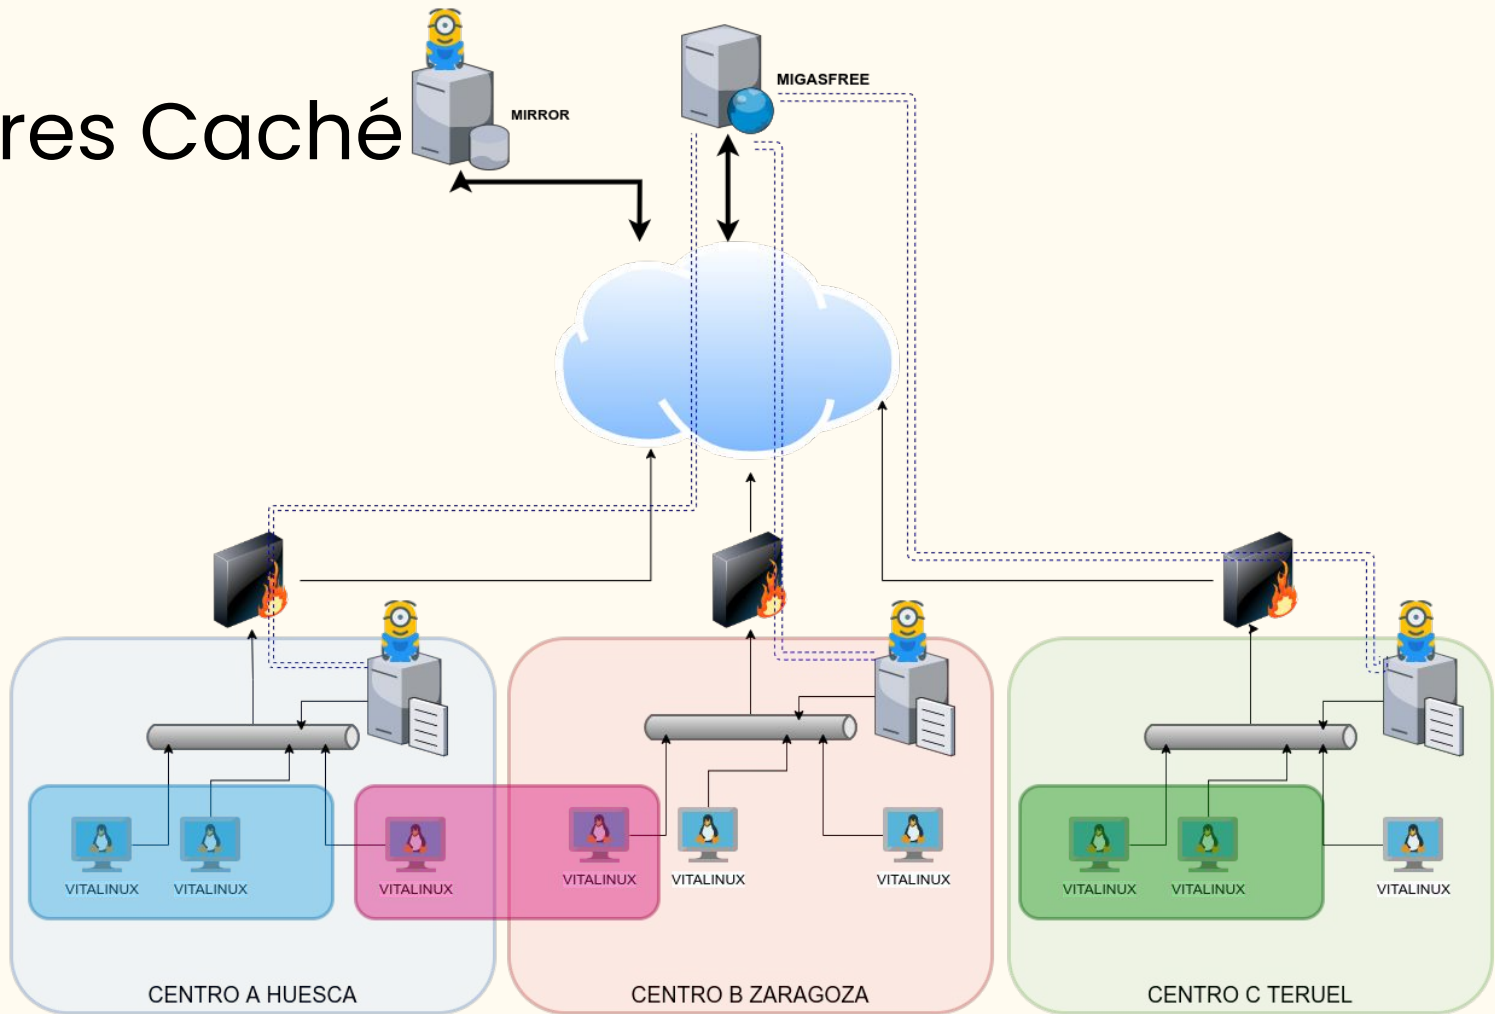 res Caché
MIRROR
MIGASFREE
VITALINUX
VITALINUX
VITALINUX
VITALINUX
VITALINUX
VITALINUX
VITALINUX
VITALINUX
VITALINUX
CENTRO A HUESCA
CENTRO B ZARAGOZA
CENTRO C TERUEL